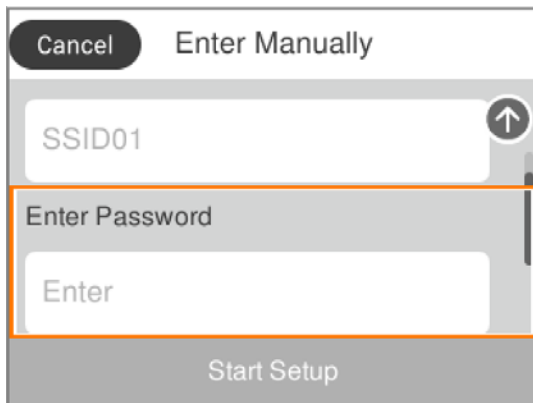 Cancel Enter Manually
SSID01
Enter Password
Enter
Start Setup